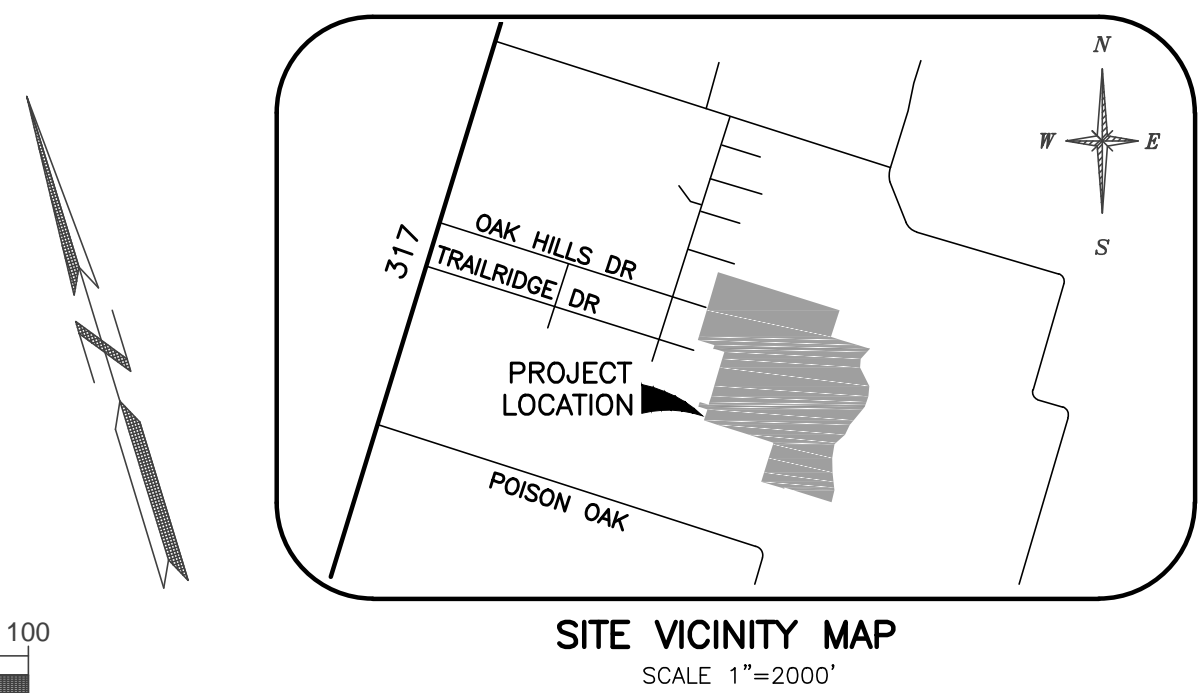 N
W E
S
317
OAK HILLS DR
TRAILRIDGE DR
PROJECT
LOCATION
POISON OAK
SITE VICINITY MAP
SCALE 1"=2000'
100